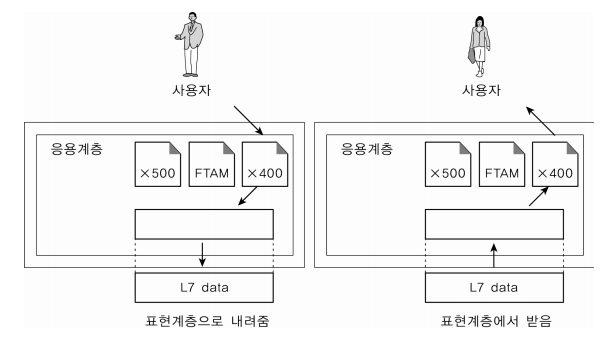 사용자
사용자
응용계층
×500
FTAM
×400
L7 data
표현계층으로 내려줌
응용계층
×500
FTAM
×400
L7 data
표현계층에서 받음